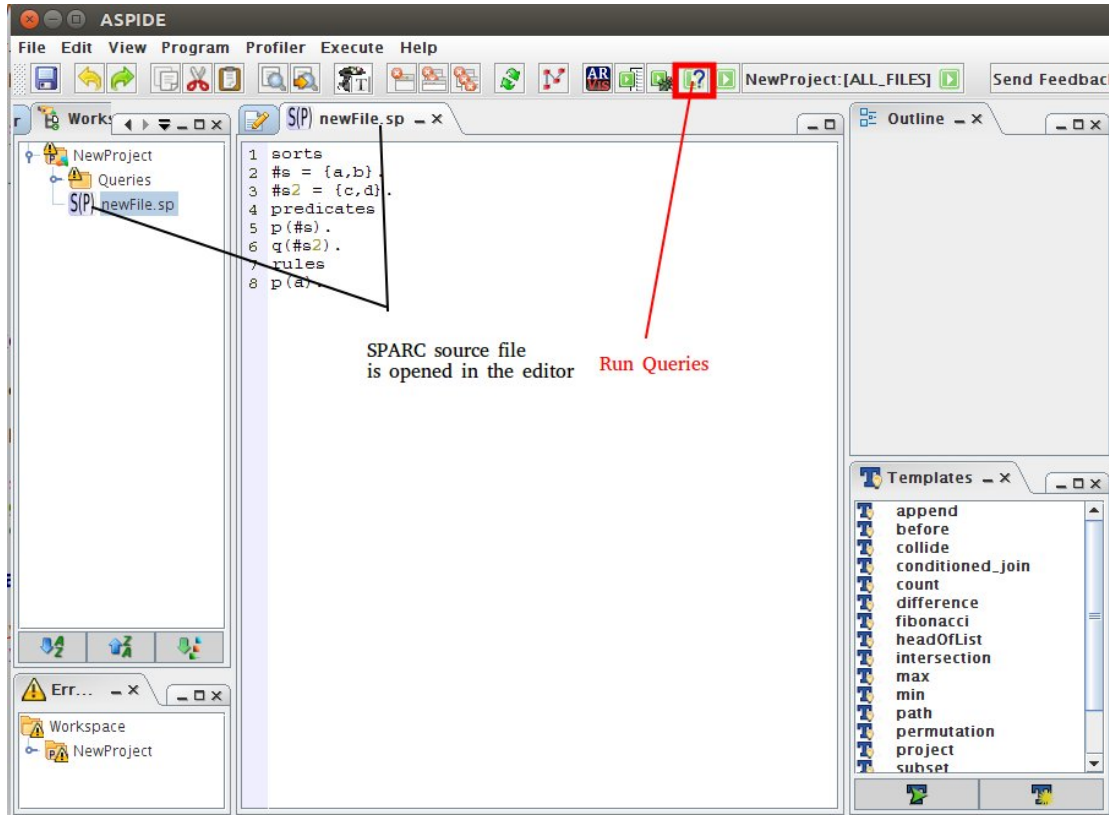 ASPIDE
File Edit View Program Profiler Execute Help
AR VIS NewProject:[ALL_FILES] Send Feedbac
r Works
S(P) newFile.sp
Outline
NewProject
Queries
S(P) newFile.sp
1 sorts
2 #s = {a,b}.
3 #s2 = {c,d}.
4 predicates
5 p(#s).
6 q(#s2).
7 rules
8 p(a).
SPARC source file
is opened in the editor
Run Queries
Templates
append
before
collide
conditioned_join
count
difference
fibonacci
headOfList
intersection
max
min
path
permutation
project
subset
Err...
Workspace
NewProject